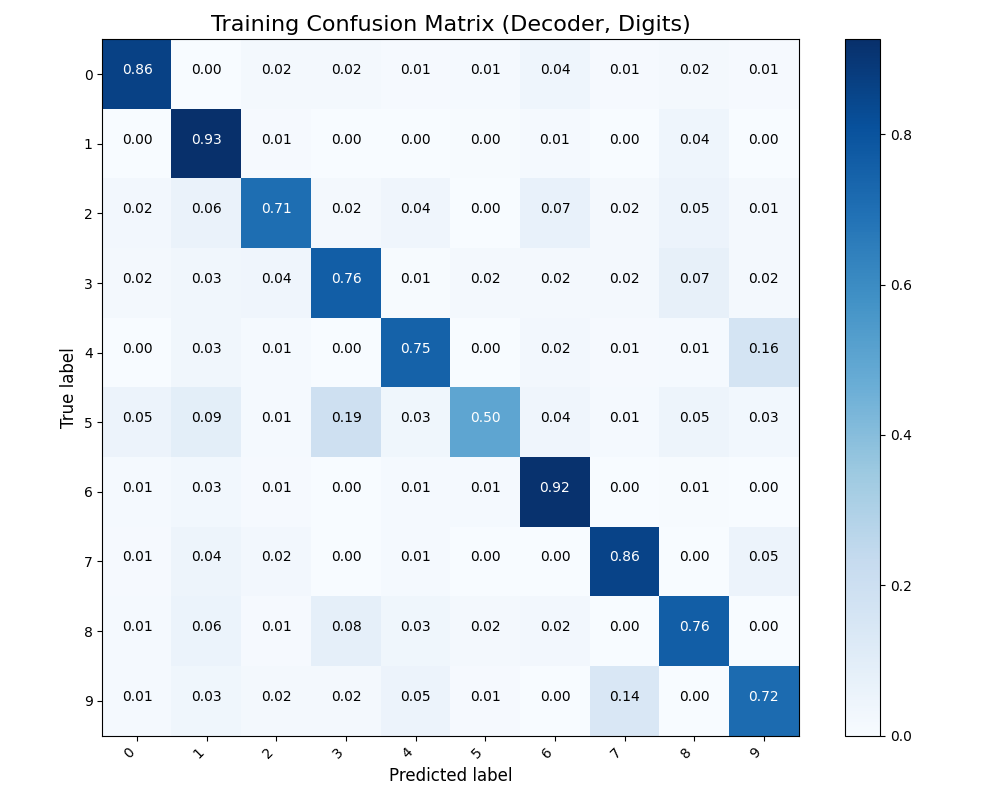 Training Confusion Matrix (Decoder, Digits)
True label
0 0.86 0.00 0.02 0.02 0.01 0.01 0.04 0.01 0.02 0.01
1 0.00 0.93 0.01 0.00 0.00 0.00 0.01 0.00 0.04 0.00
2 0.02 0.06 0.71 0.02 0.04 0.00 0.07 0.02 0.05 0.01
3 0.02 0.03 0.04 0.76 0.01 0.02 0.02 0.02 0.07 0.02
4 0.00 0.03 0.01 0.00 0.75 0.00 0.02 0.01 0.01 0.16
5 0.05 0.09 0.01 0.19 0.03 0.50 0.04 0.01 0.05 0.03
6 0.01 0.03 0.01 0.00 0.01 0.01 0.92 0.00 0.01 0.00
7 0.01 0.04 0.02 0.00 0.01 0.00 0.00 0.86 0.00 0.05
8 0.01 0.06 0.01 0.08 0.03 0.02 0.02 0.00 0.76 0.00
9 0.01 0.03 0.02 0.02 0.05 0.01 0.00 0.14 0.00 0.72
0 1 2 3 4 5 6 7 8 9
Predicted label
0.8
0.6
0.4
0.2
0.0